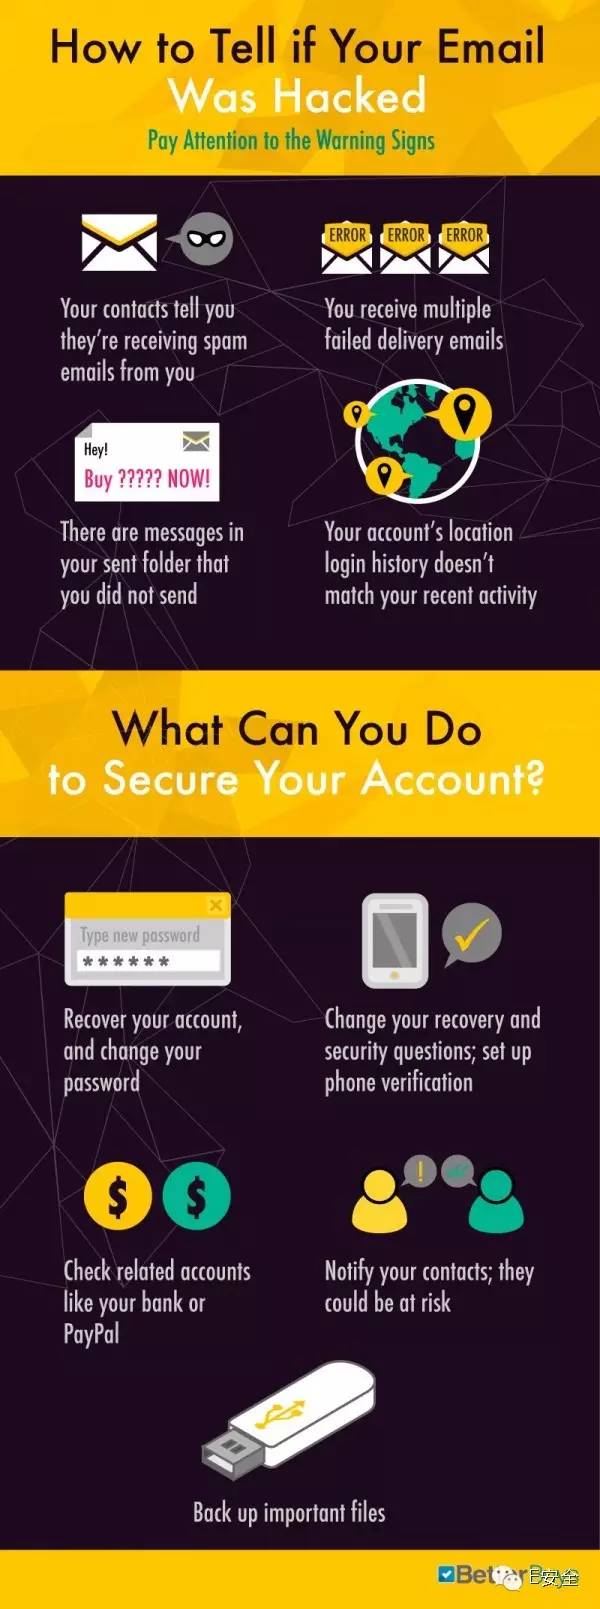 How to Tell if Your Email
Was Hacked
Pay Attention to the Warning Signs
Your contacts tell you
they're receiving spam
emails from you
ERROR ERROR ERROR
You receive multiple
failed delivery emails
Hey!
Buy ????? NOW!
There are messages in
your sent folder that
you did not send
Your account's location
login history doesn't
match your recent activity
What Can You Do
to Secure Your Account?
Type new password
******
Recover your account,
and change your
password
Change your recovery and
security questions; set up
phone verification
$ $
Check related accounts
like your bank or
PayPal
!
Notify your contacts; they
could be at risk
Back up important files
E安全